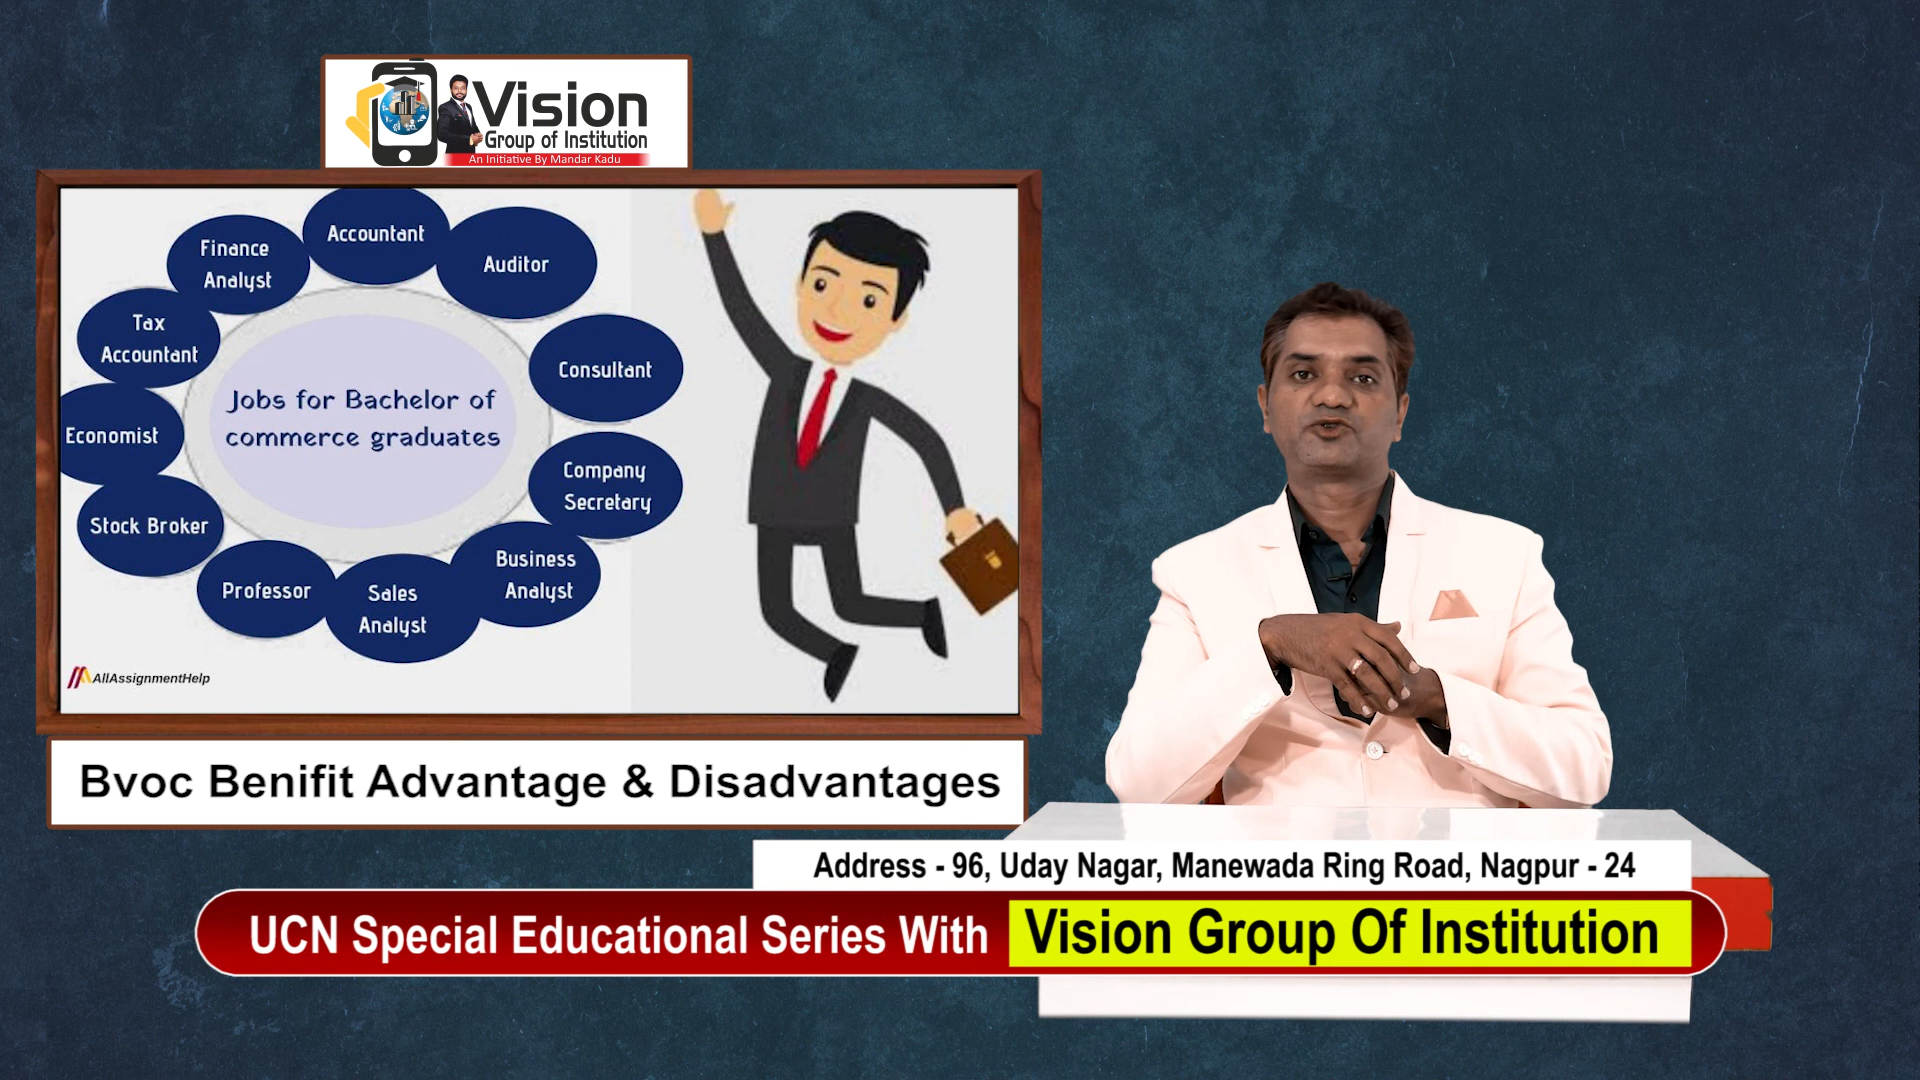 Vision
Group of Institution
An Initiative By Mandar Kadu
Accountant
Auditor
Finance
Analyst
Tax
Accountant
Consultant
Jobs for Bachelor of
commerce graduates
Economist
Company
Secretary
Stock Broker
Business
Analyst
Professor
Sales
Analyst
AllAssignmentHelp
Bvoc Benifit Advantage & Disadvantages
Address - 96, Uday Nagar, Manewada Ring Road, Nagpur - 24
UCN Special Educational Series With Vision Group Of Institution